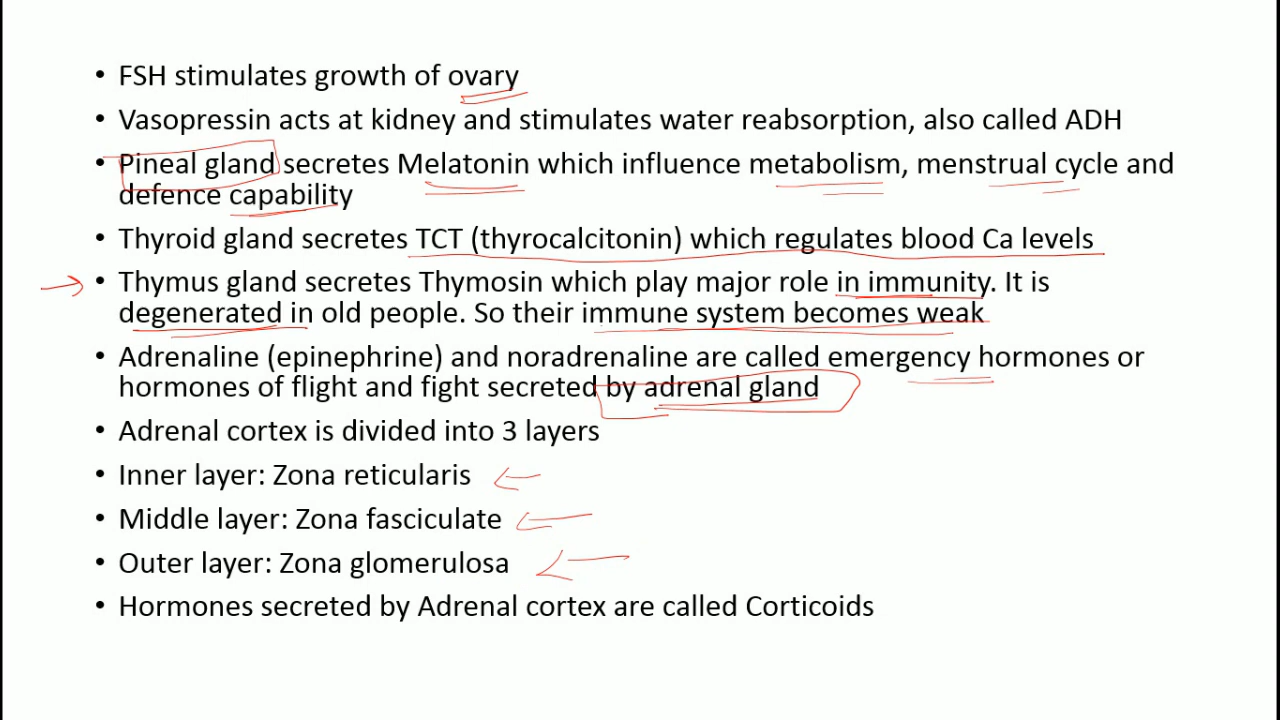 • FSH stimulates growth of ovary
• Vasopressin acts at kidney and stimulates water reabsorption, also called ADH
• Pineal gland secretes Melatonin which influence metabolism, menstrual cycle and
defence capability
• Thyroid gland secretes TCT (thyrocalcitonin) which regulates blood Ca levels
• Thymus gland secretes Thymosin which play major role in immunity. It is
degenerated in old people. So their immune system becomes weak
• Adrenaline (epinephrine) and noradrenaline are called emergency hormones or
hormones of flight and fight secreted by adrenal gland
• Adrenal cortex is divided into 3 layers
• Inner layer: Zona reticularis
• Middle layer: Zona fasciculate
• Outer layer: Zona glomerulosa
• Hormones secreted by Adrenal cortex are called Corticoids